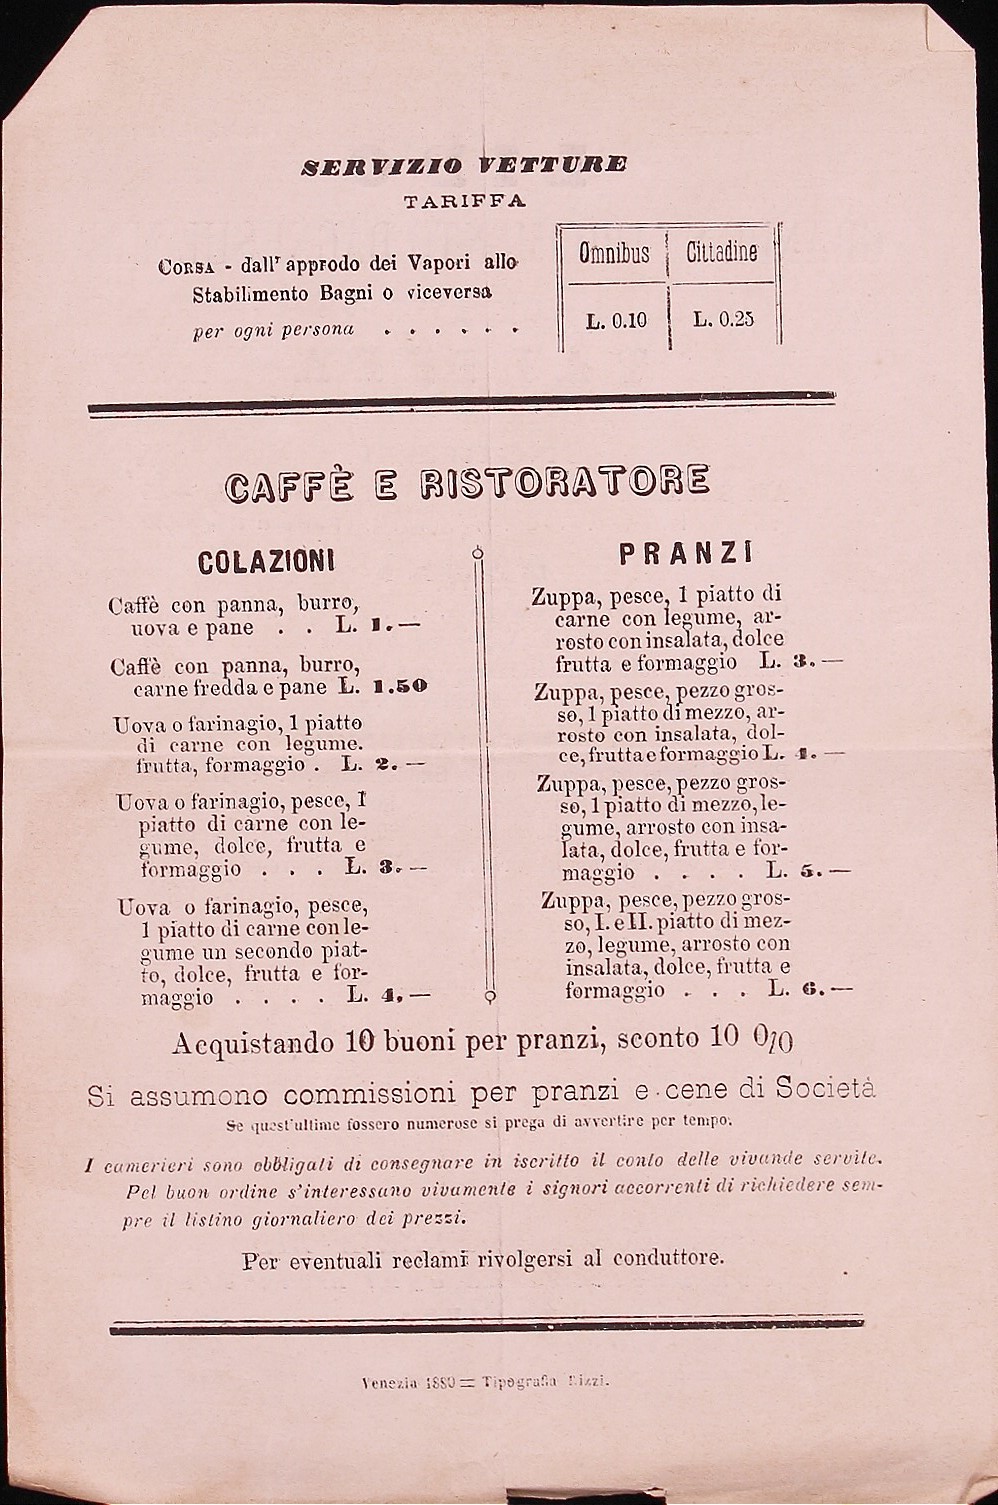 SERVIZIO VETTURE
TARIFFA
CORSA - dall' approdo dei Vapori allo
Stabilimento Bagni o viceversa
per ogni persona . . . . . .
Omnibus
Cittadine
L. 0.10
L. 0.25
CAFFÈ E RISTORATORE
COLAZIONI
Caffè con panna, burro,
uova e pane . . L. 1.—
Caffè con panna, burro,
carne fredda e pane L. 1.50
Uova o farinagio, 1 piatto
di carne con legume.
frutta, formaggio . L. 2.—
Uova o farinagio, pesce, 1
piatto di carne con le-
gume, dolce, frutta e
formaggio . . . L. 3.—
Uova o farinagio, pesce,
1 piatto di carne con le-
gume un secondo piat-
to, dolce, frutta e for-
maggio . . . . L. 4.—
PRANZI
Zuppa, pesce, 1 piatto di
carne con legume, ar-
rosto con insalata, dolce
frutta e formaggio L. 3.—
Zuppa, pesce, pezzo gros-
so, 1 piatto di mezzo, ar-
rosto con insalata, dol-
ce, frutta e formaggio L. 4.—
Zuppa, pesce, pezzo gros-
so, 1 piatto di mezzo, le-
gume, arrosto con insa-
lata, dolce, frutta e for-
maggio . . . . L. 5.—
Zuppa, pesce, pezzo gros-
so, I. e II. piatto di mez-
zo, legume, arrosto con
insalata, dolce, frutta e
formaggio . . . L. 6.—
Acquistando 10 buoni per pranzi, sconto 10 0/0
Si assumono commissioni per pranzi e cene di Società
Se quest'ultime fossero numerose si prega di avvertire per tempo.
I camerieri sono obbligati di consegnare in iscritto il conto delle vivande servite.
Pel buon ordine s'interessano vivamente i signori accorrenti di richiedere sem-
pre il listino giornaliero dei prezzi.
Per eventuali reclami rivolgersi al conduttore.
Venezia 1880 = Tipografia Rizzi.